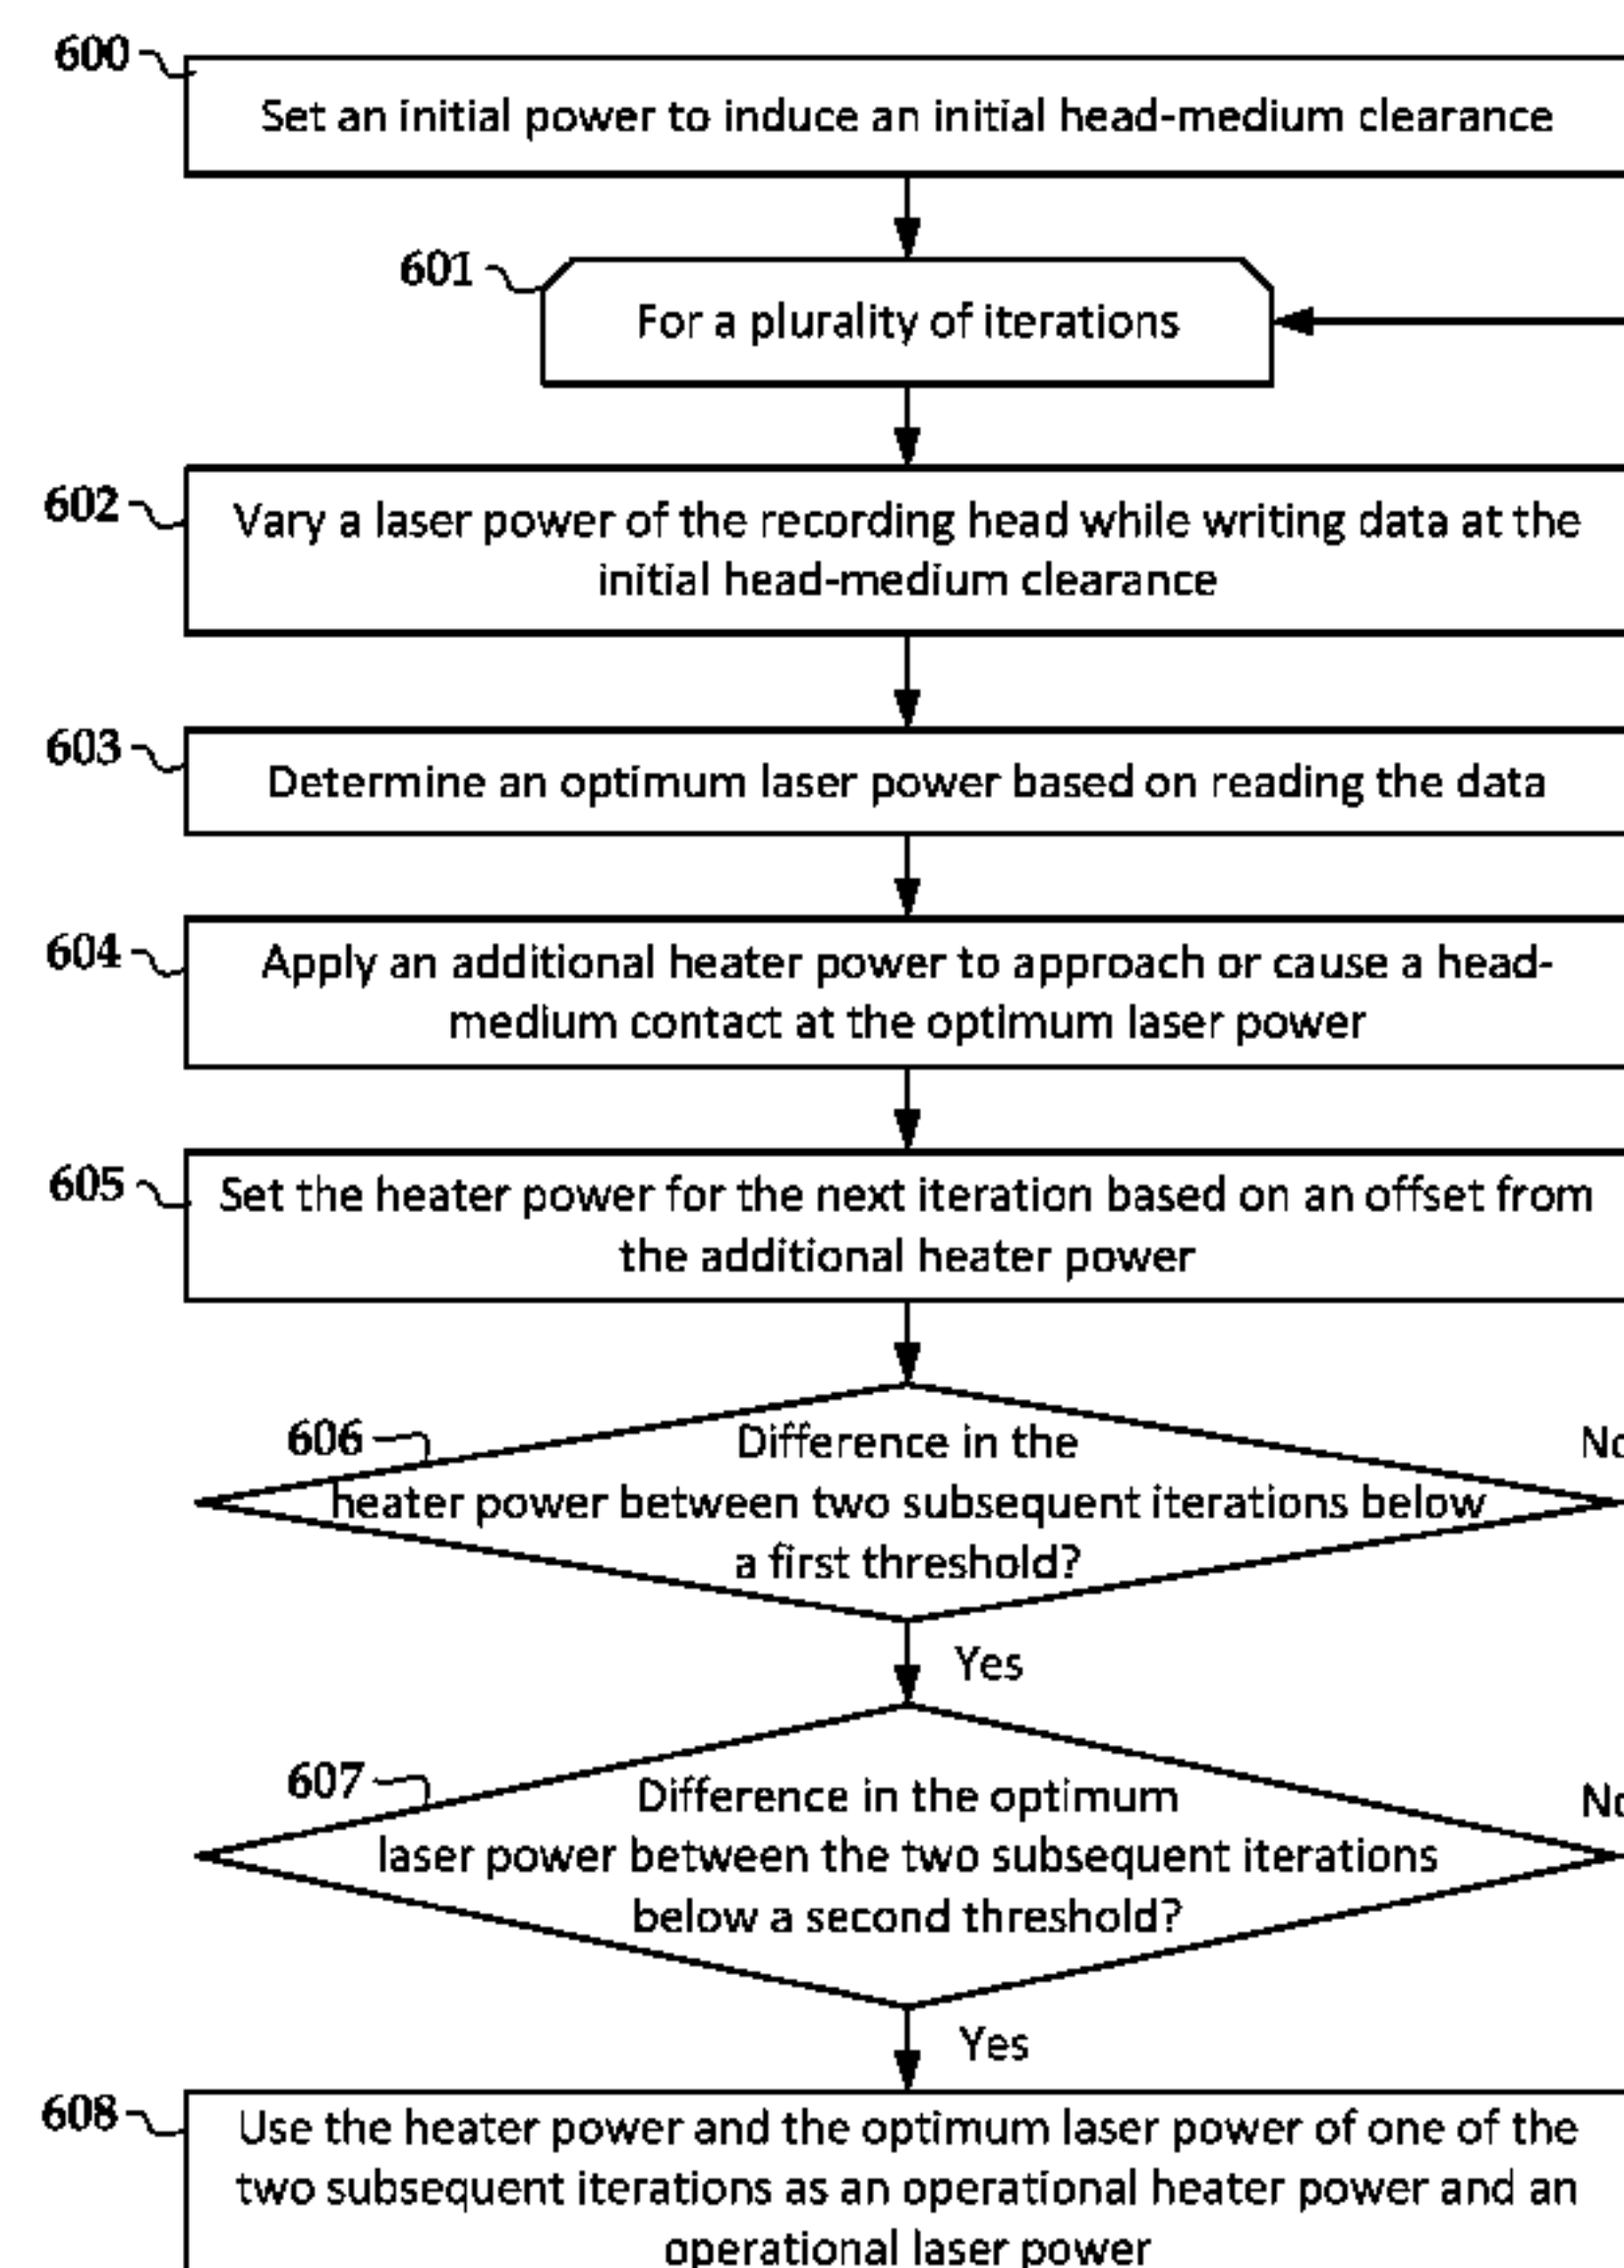 600
Set an initial power to induce an initial head-medium clearance
601
For a plurality of iterations
602
Vary a laser power of the recording head while writing data at the
initial head-medium clearance
603
Determine an optimum laser power based on reading the data
604
Apply an additional heater power to approach or cause a head-
medium contact at the optimum laser power
605
Set the heater power for the next iteration based on an offset from
the additional heater power
606
Difference in the
heater power between two subsequent iterations below
a first threshold?
No
Yes
607
Difference in the optimum
laser power between the two subsequent iterations
below a second threshold?
No
Yes
608
Use the heater power and the optimum laser power of one of the
two subsequent iterations as an operational heater power and an
operational laser power